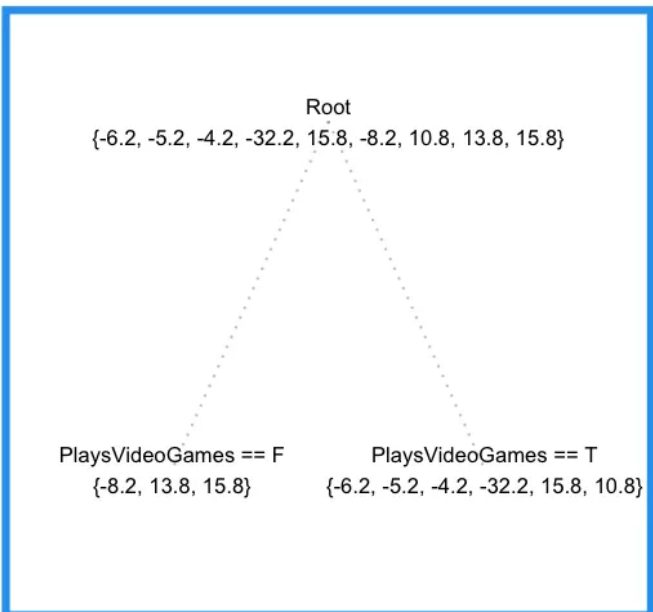 Root
{-6.2, -5.2, -4.2, -32.2, 15.8, -8.2, 10.8, 13.8, 15.8}
PlaysVideoGames == F
{-8.2, 13.8, 15.8}
PlaysVideoGames == T
{-6.2, -5.2, -4.2, -32.2, 15.8, 10.8}